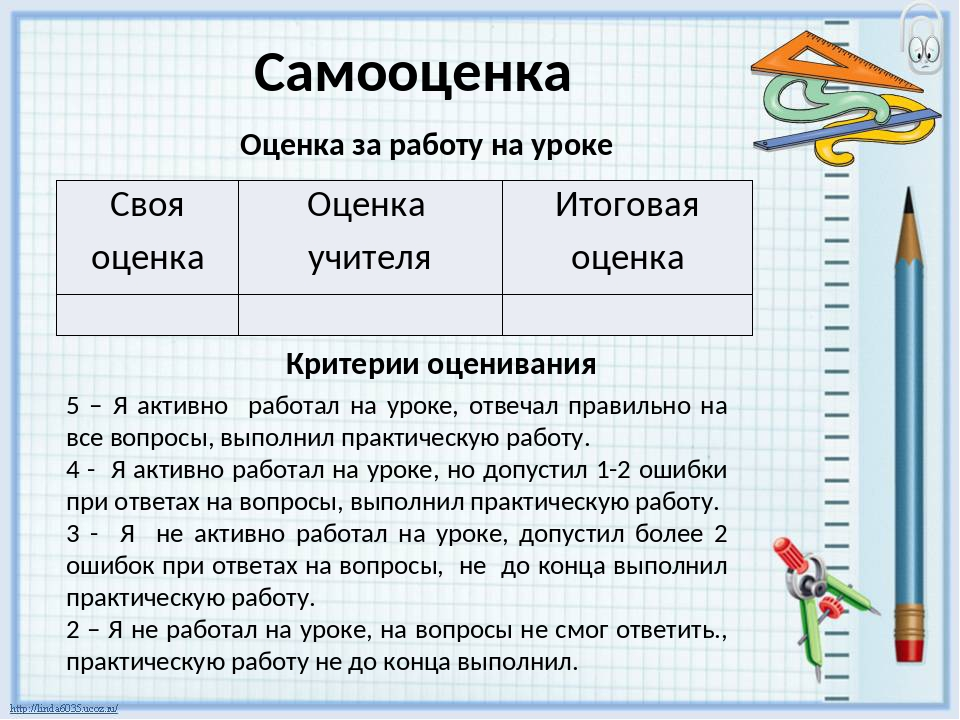 Самооценка
Оценка за работу на уроке
Своя оценка
Оценка учителя
Итоговая оценка
Критерии оценивания
5 – Я активно работал на уроке, отвечал правильно на
все вопросы, выполнил практическую работу.
4 - Я активно работал на уроке, но допустил 1-2 ошибки
при ответах на вопросы, выполнил практическую работу.
3 - Я не активно работал на уроке, допустил более 2
ошибок при ответах на вопросы, не до конца выполнил
практическую работу.
2 – Я не работал на уроке, на вопросы не смог ответить.,
практическую работу не до конца выполнил.
http://linda6035.ucoz.ru/